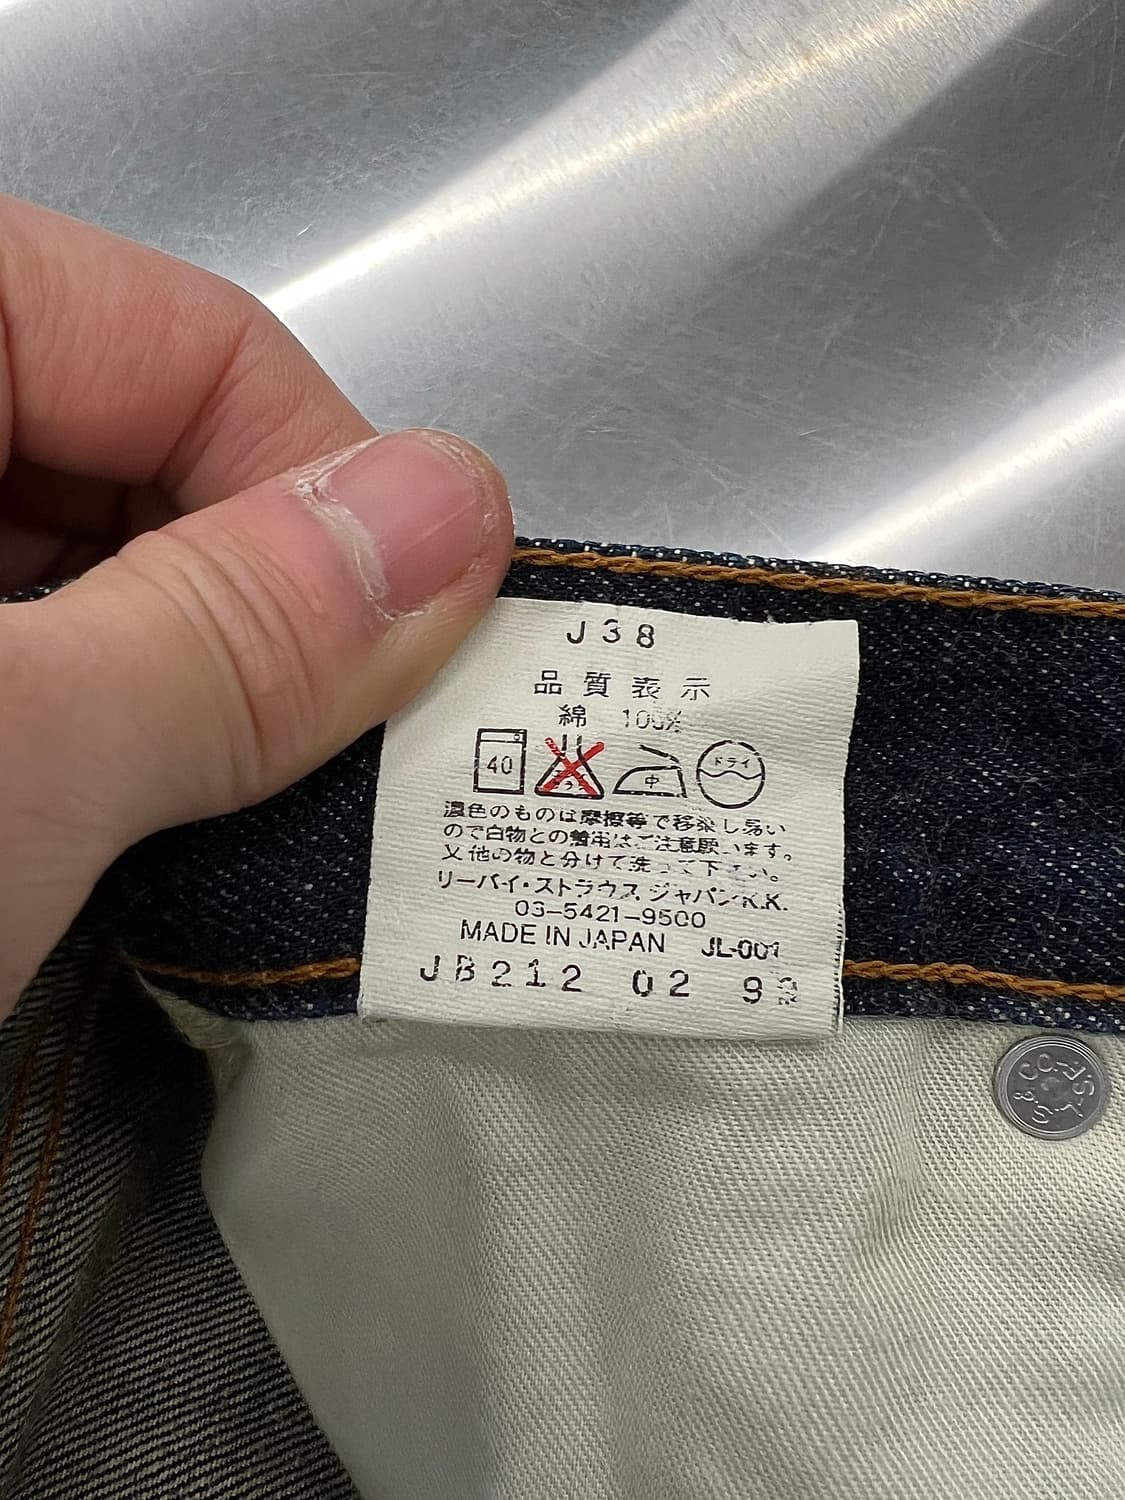 J38
品質表示
綿 100%
40 中 ドライ
濃色のものは摩擦等で移染し易い
ので白物との着用はご注意願います。
又他の物と分けて洗って下さい。
リーバイ・ストラウス ジャパンK.K.
03-5421-9500
MADE IN JAPAN JL-001
JB212 02 9
L.S. & CO.